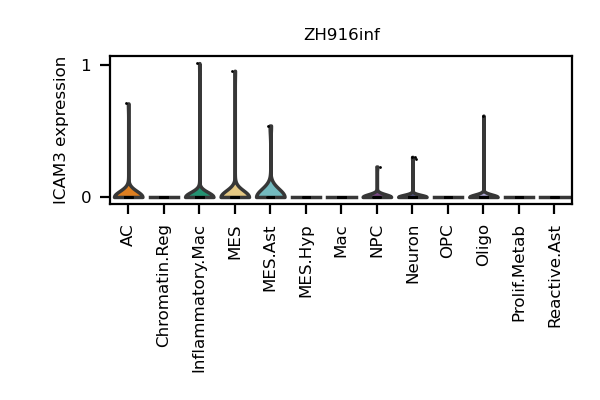 ZH916inf
ICAM3 expression
1
0
AC
Chromatin.Reg
Inflammatory.Mac
MES
MES.Ast
MES.Hyp
Mac
NPC
Neuron
OPC
Oligo
Prolif.Metab
Reactive.Ast